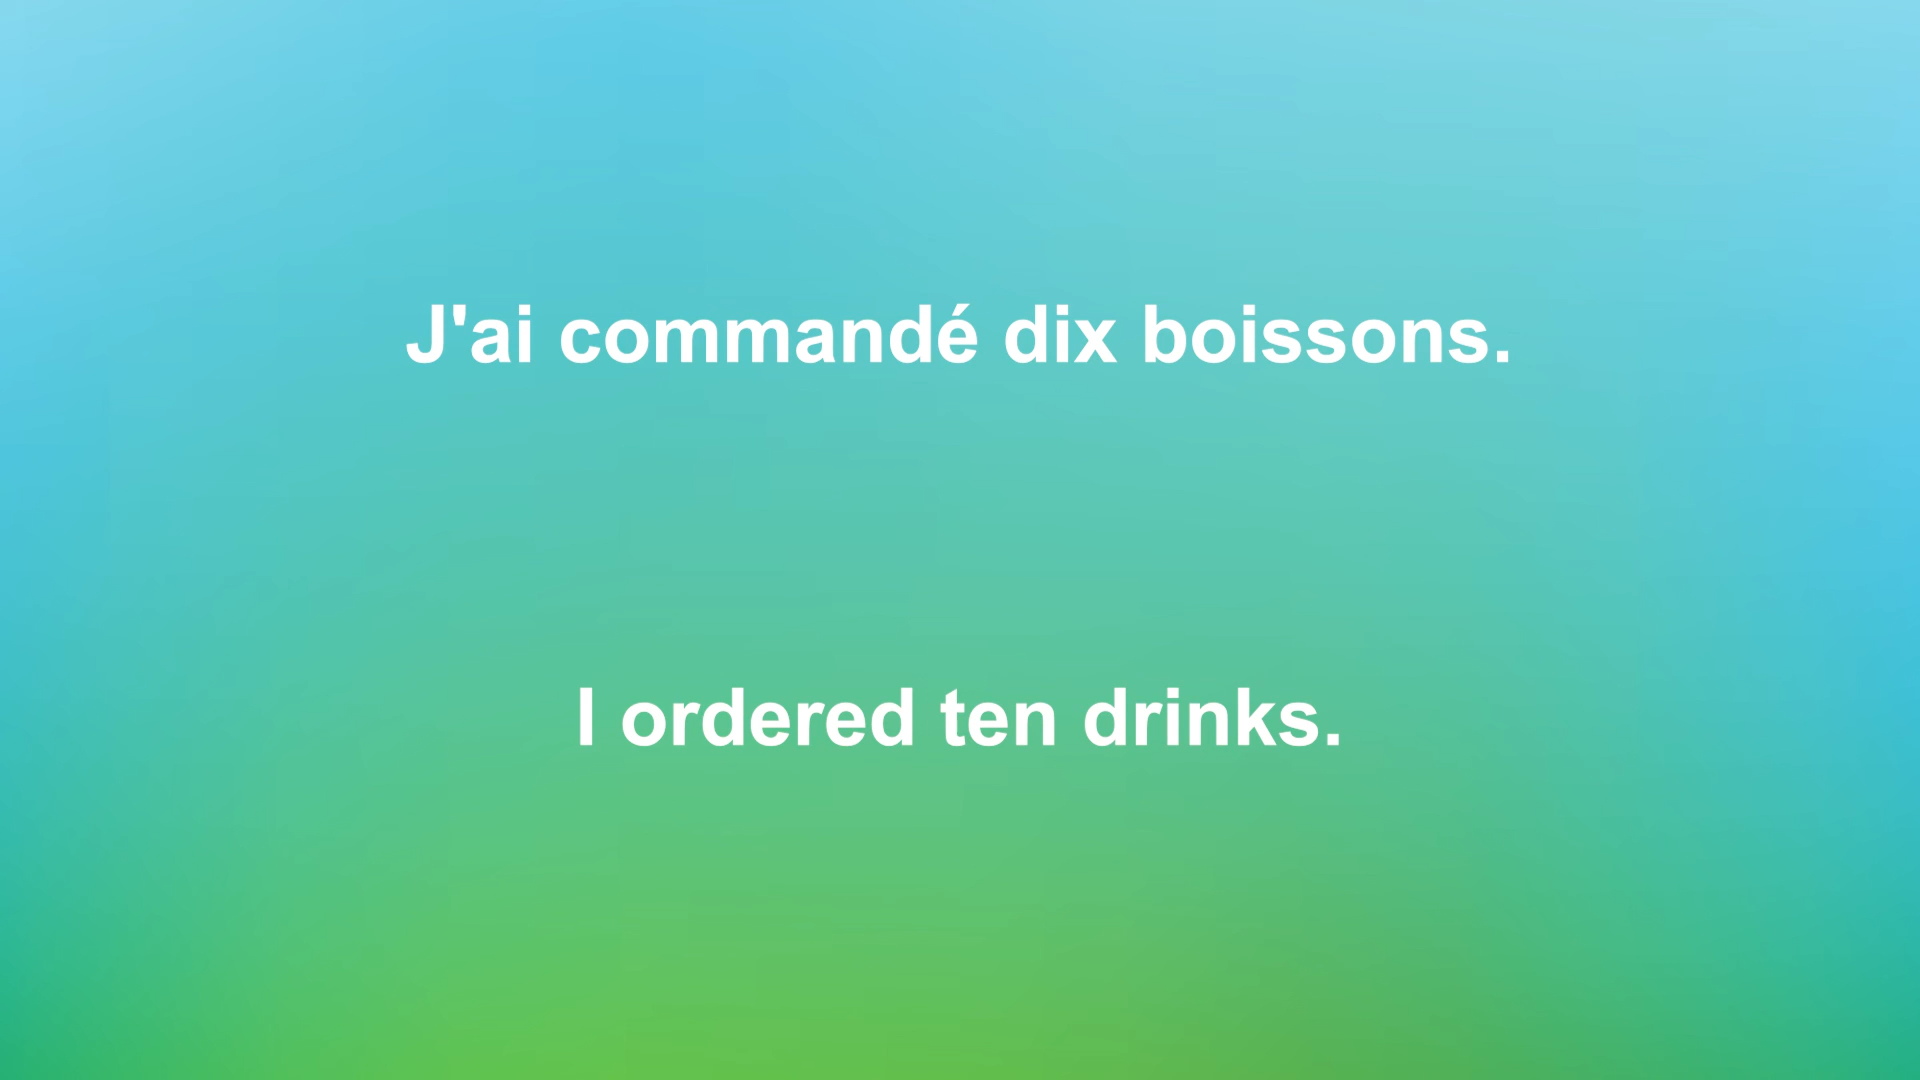 J'ai commandé dix boissons.
I ordered ten drinks.